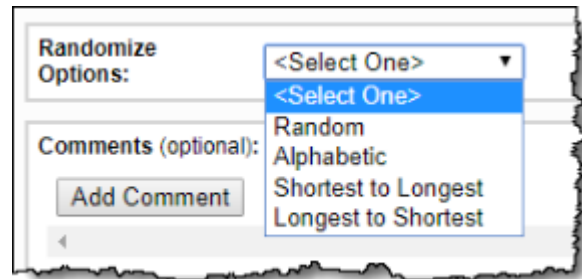 Randomize
Options:
<Select One>
<Select One>
Random
Alphabetic
Shortest to Longest
Longest to Shortest
Comments (optional):
Add Comment